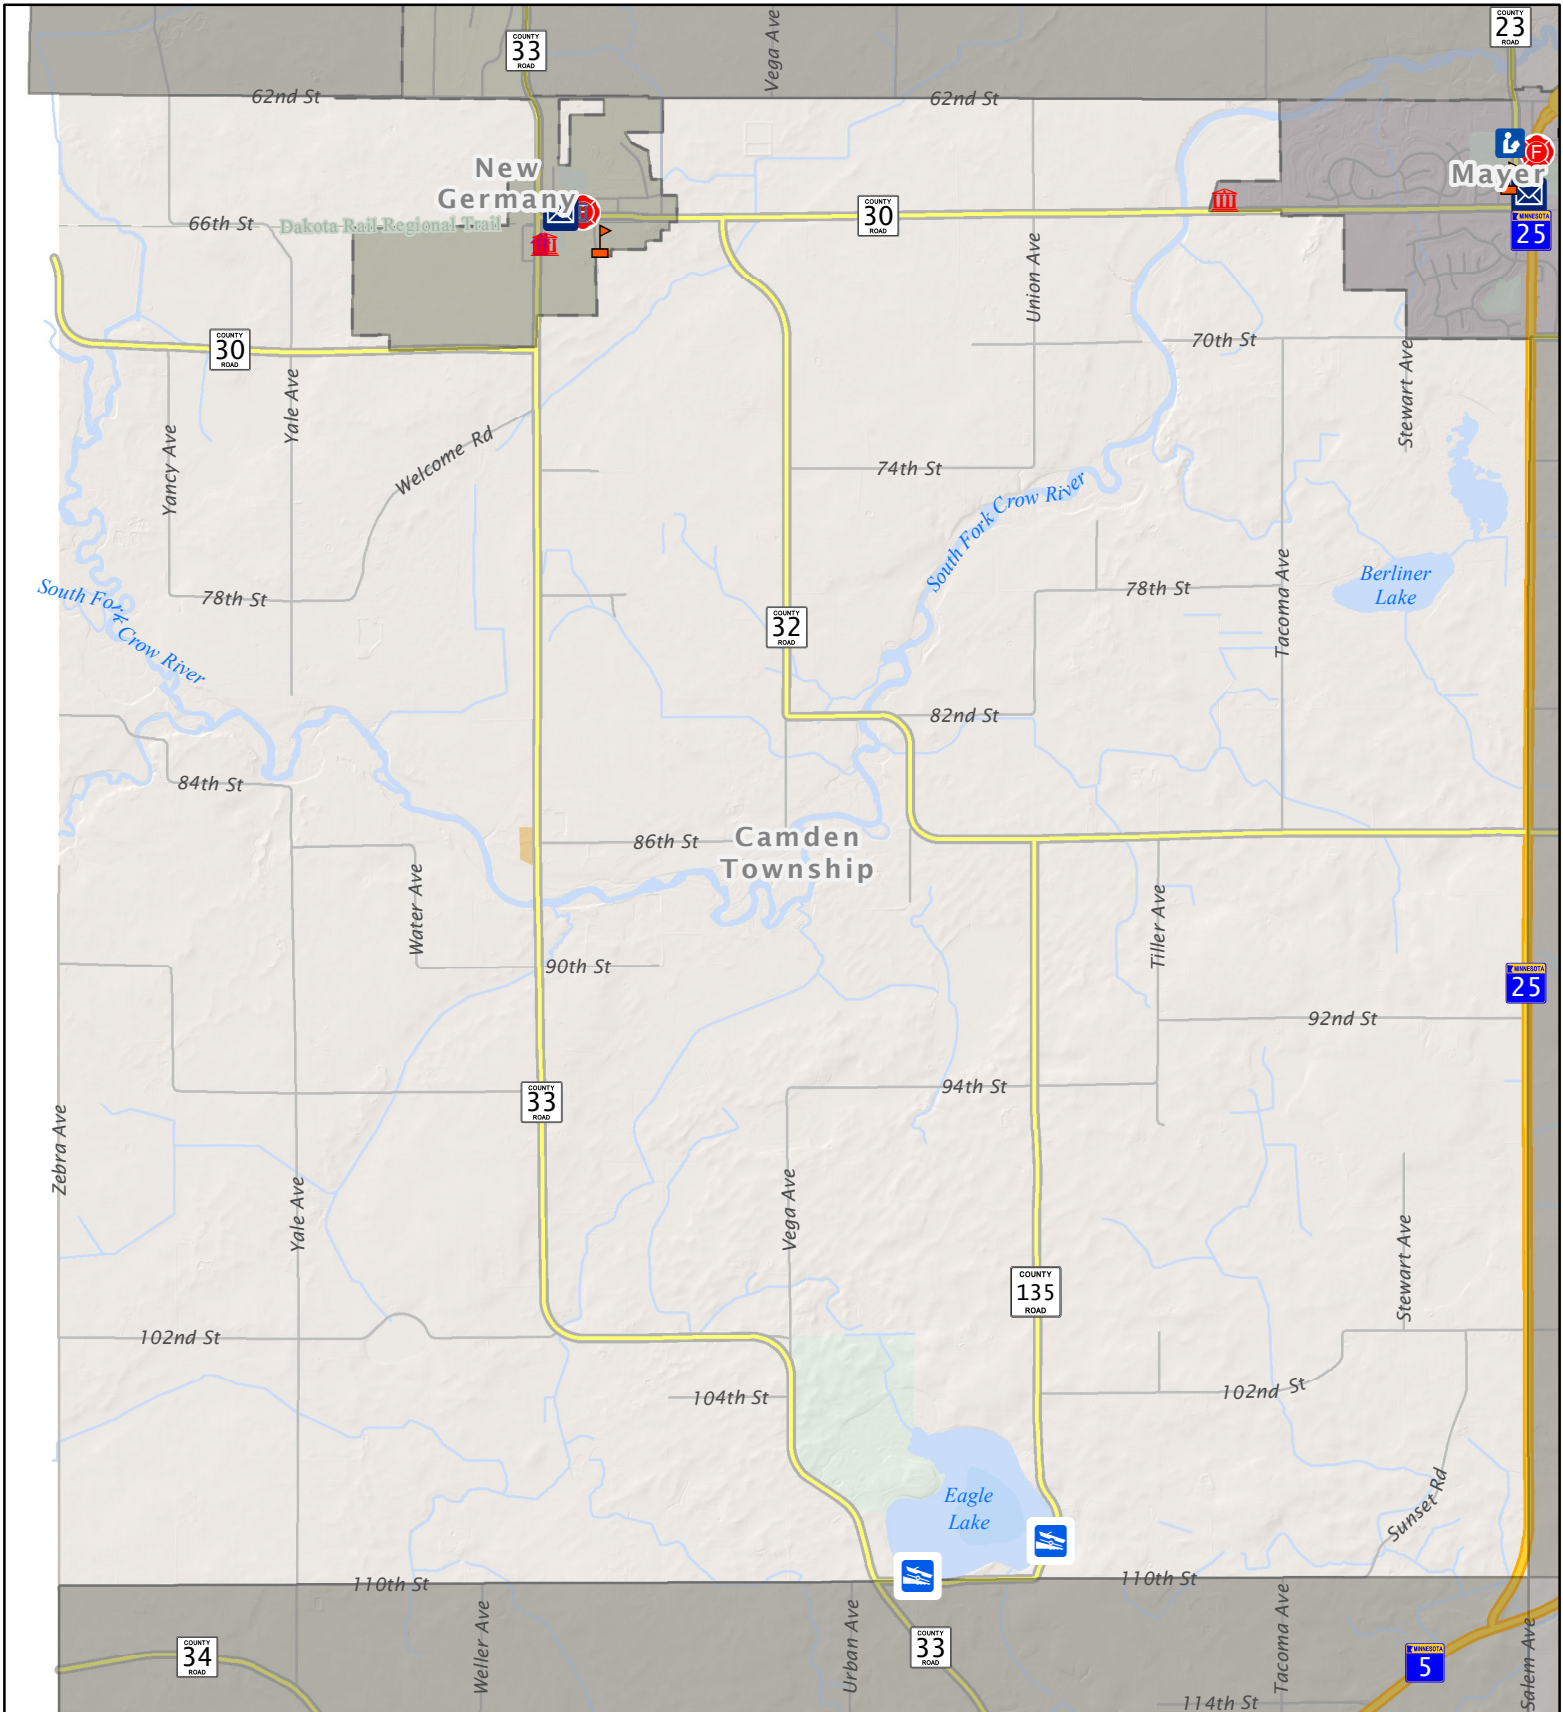 COUNTY
33
ROAD
Vega Ave
COUNTY
23
ROAD
62nd St
62nd St
New
Germany
F
Mayer
66th St
Dakota Rail Regional Trail
COUNTY
30
ROAD
MINNESOTA
25
Union Ave
COUNTY
30
ROAD
70th St
Stewart Ave
Yale Ave
Yancy Ave
Welcome Rd
74th St
South Fork Crow River
South Fork Crow River
78th St
78th St
Tacoma Ave
Berliner
Lake
COUNTY
32
ROAD
82nd St
84th St
86th St
Camden
Township
Water Ave
Tiller Ave
90th St
MINNESOTA
25
92nd St
94th St
COUNTY
33
ROAD
Zebra Ave
Yale Ave
Vega Ave
Stewart Ave
COUNTY
135
ROAD
102nd St
104th St
102nd St
Eagle
Lake
Sunset Rd
110th St
110th St
Weller Ave
Urban Ave
Tacoma Ave
Salem Ave
COUNTY
34
ROAD
COUNTY
33
ROAD
MINNESOTA
5
114th St